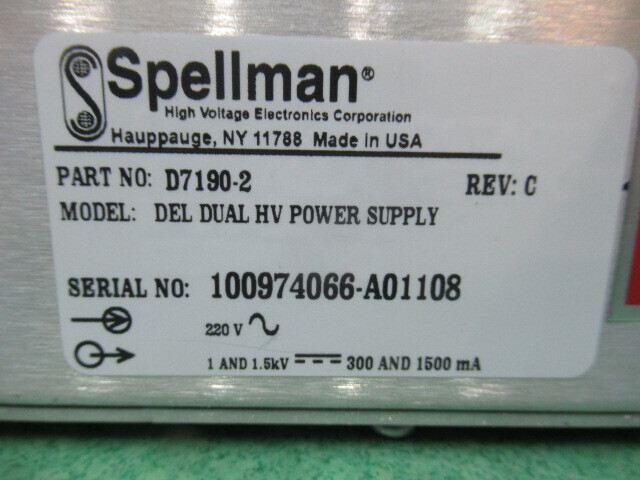 Spellman®
High Voltage Electronics Corporation
Hauppauge, NY 11788 Made in USA
PART NO: D7190-2 REV: C
MODEL: DEL DUAL HV POWER SUPPLY
SERIAL NO: 100974066-A01108
220 V
1 AND 1.5kV 300 AND 1500 mA